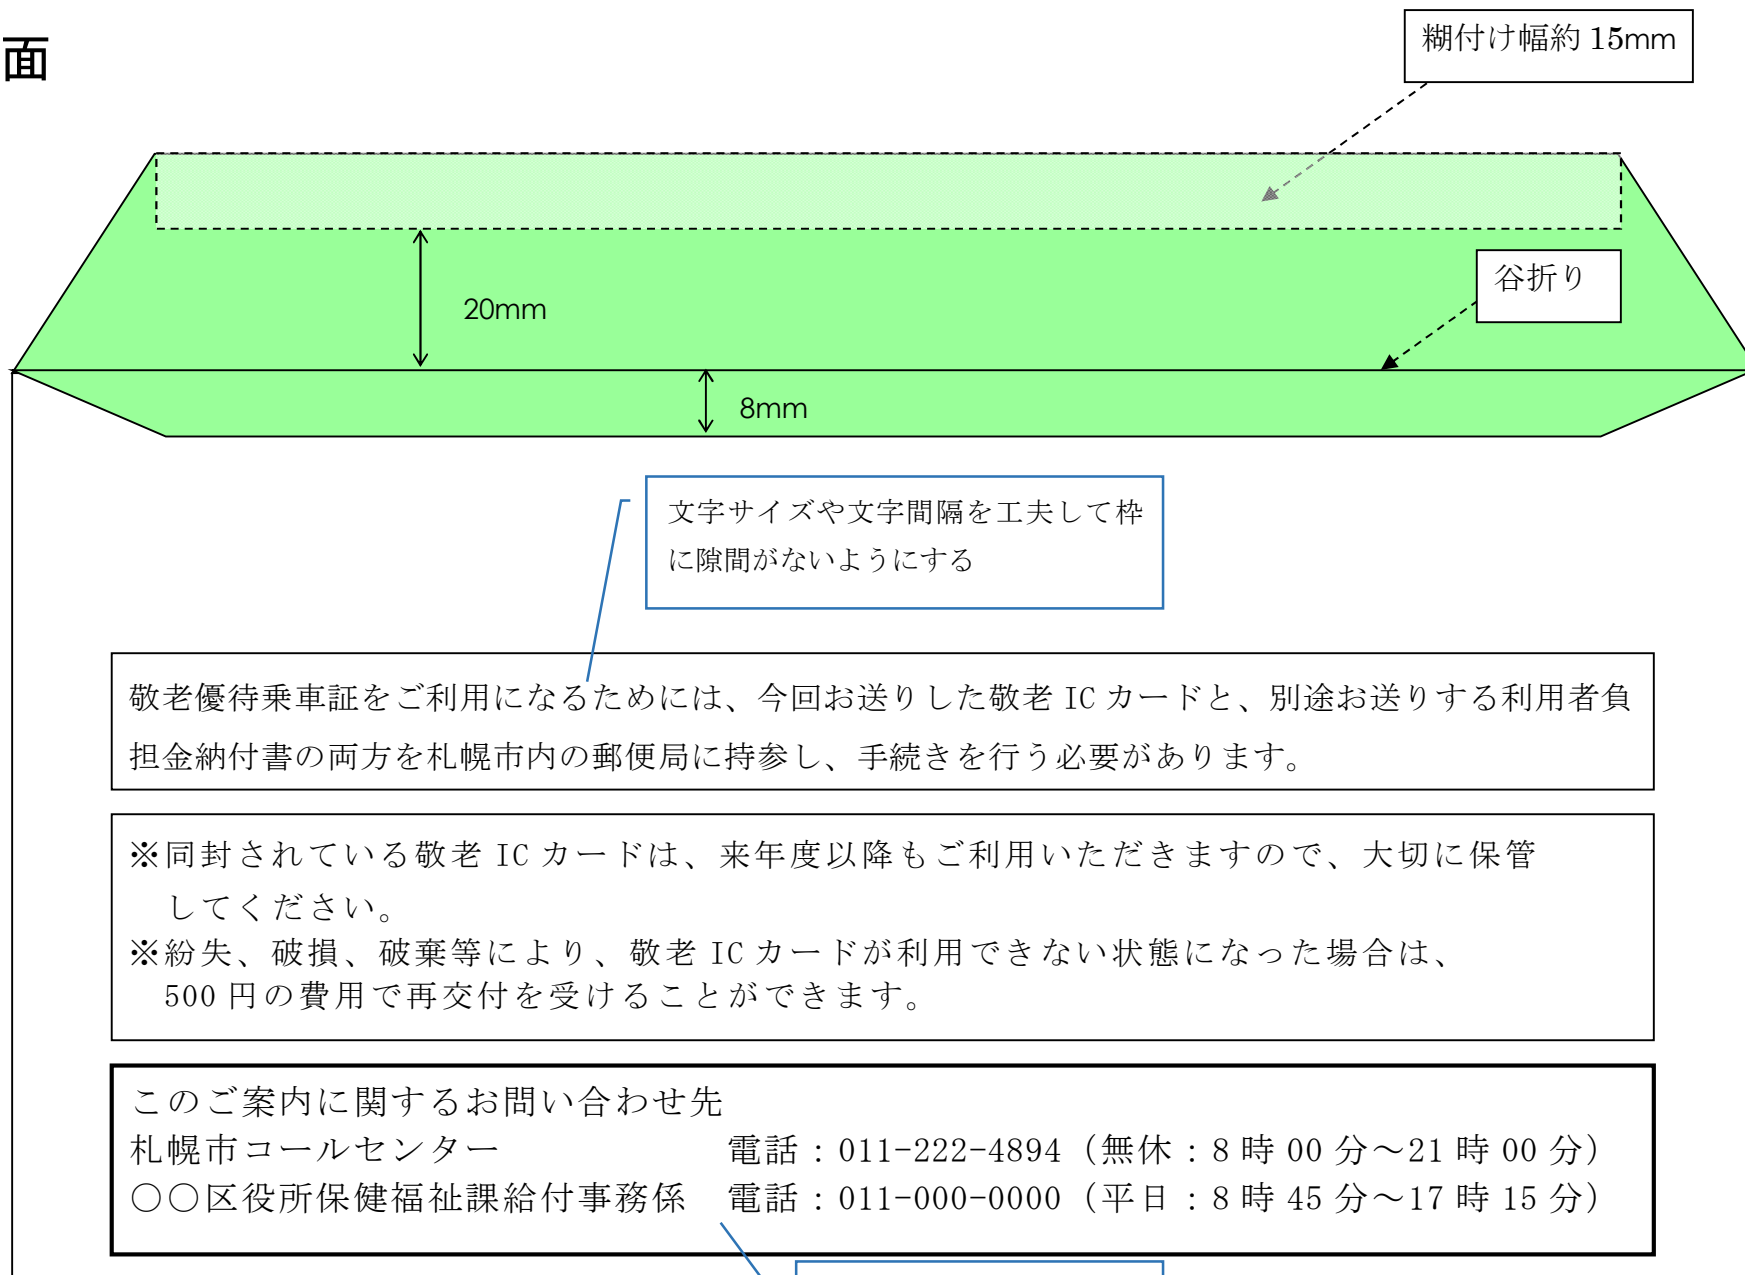 面
糊付け幅約 15mm
谷折り
20mm
8mm
文字サイズや文字間隔を工夫して枠
に隙間がないようにする
敬老優待乗車証をご利用になるためには、今回お送りした敬老 IC カードと、別途お送りする利用者負
担金納付書の両方を札幌市内の郵便局に持参し、手続きを行う必要があります。
※同封されている敬老 IC カードは、来年度以降もご利用いただきますので、大切に保管
してください。
※紛失、破損、破棄等により、敬老 IC カードが利用できない状態になった場合は、
500 円の費用で再交付を受けることができます。
このご案内に関するお問い合わせ先
札幌市コールセンター　電話：011-222-4894（無休：8 時 00 分～21 時 00 分）
○○区役所保健福祉課給付事務係　電話：011-000-0000（平日：8 時 45 分～17 時 15 分）